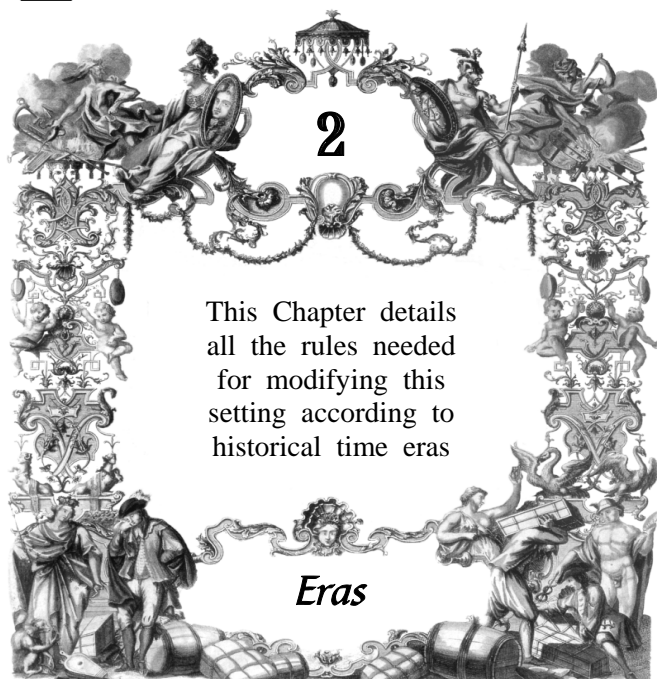 2
This Chapter details
all the rules needed
for modifying this
setting according to
historical time eras
Eras